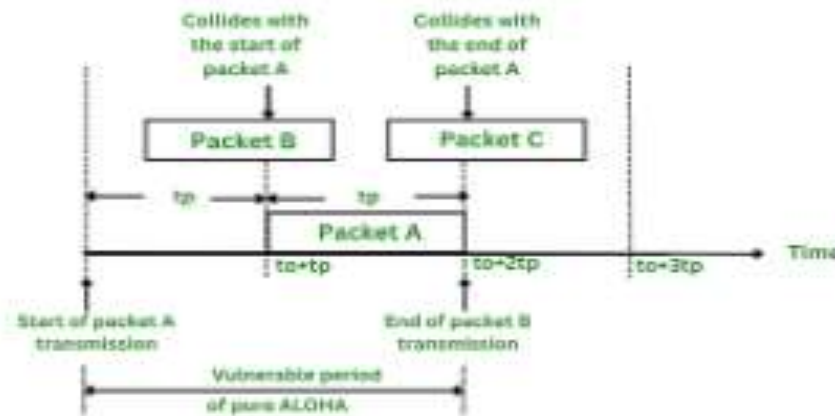 Collides with
the start of
packet A
Collides with
the end of
packet A
Packet B
Packet C
tp
tp
Packet A
to+tp
to+2tp
to+3tp
Time
Start of packet A
transmission
End of packet B
transmission
Vulnerable period
of pure ALOHA